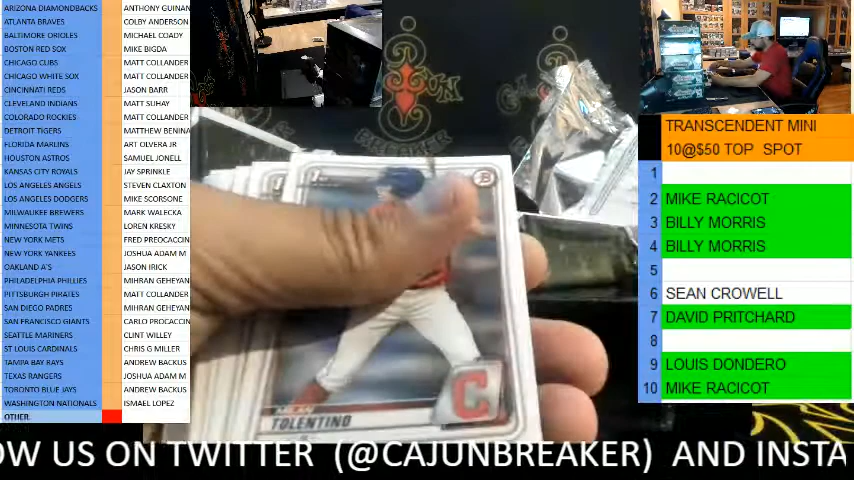 ARIZONA DIAMONDBACKS ANTHONY GUINAN
ATLANTA BRAVES COLBY ANDERSON
BALTIMORE ORIOLES MICHAEL COADY
BOSTON RED SOX MIKE BIGDA
CHICAGO CUBS MATT COLLANDER
CHICAGO WHITE SOX MATT COLLANDER
CINCINNATI REDS JASON BARR
CLEVELAND INDIANS MATT SUHAY
COLORADO ROCKIES MATT COLLANDER
DETROIT TIGERS MATTHEW BENINA
FLORIDA MARLINS ART OLVERA JR
HOUSTON ASTROS SAMUEL JONELL
KANSAS CITY ROYALS JAY SPRINKLE
LOS ANGELES ANGELS STEVEN CLAXTON
LOS ANGELES DODGERS MIKE SCORSONE
MILWAUKEE BREWERS MARK WALECKA
MINNESOTA TWINS LOREN KRESKY
NEW YORK METS FRED PREOCACCIN
NEW YORK YANKEES JOSHUA ADAM M
OAKLAND A'S JASON IRICK
PHILADELPHIA PHILLIES MIHRAN GEHEYAN
PITTSBURGH PIRATES MATT COLLANDER
SAN DIEGO PADRES MIHRAN GEHEYAN
SAN FRANCISCO GIANTS CARLO PROCACCIN
SEATTLE MARINERS CLINT WILLEY
ST LOUIS CARDINALS CHRIS G MILLER
TAMPA BAY RAYS ANDREW BACKUS
TEXAS RANGERS JOSHUA ADAM M
TORONTO BLUE JAYS ANDREW BACKUS
WASHINGTON NATIONALS ISMAEL LOPEZ
OTHER
CAJUN
BREAKER
1st
B
C
MILAN
TOLENTINO
TRANSCENDENT MINI
10@$50 TOP SPOT
1
2 MIKE RACICOT
3 BILLY MORRIS
4 BILLY MORRIS
5
6 SEAN CROWELL
7 DAVID PRITCHARD
8
9 LOUIS DONDERO
10 MIKE RACICOT
OW US ON TWITTER (@CAJUNBREAKER) AND INSTA